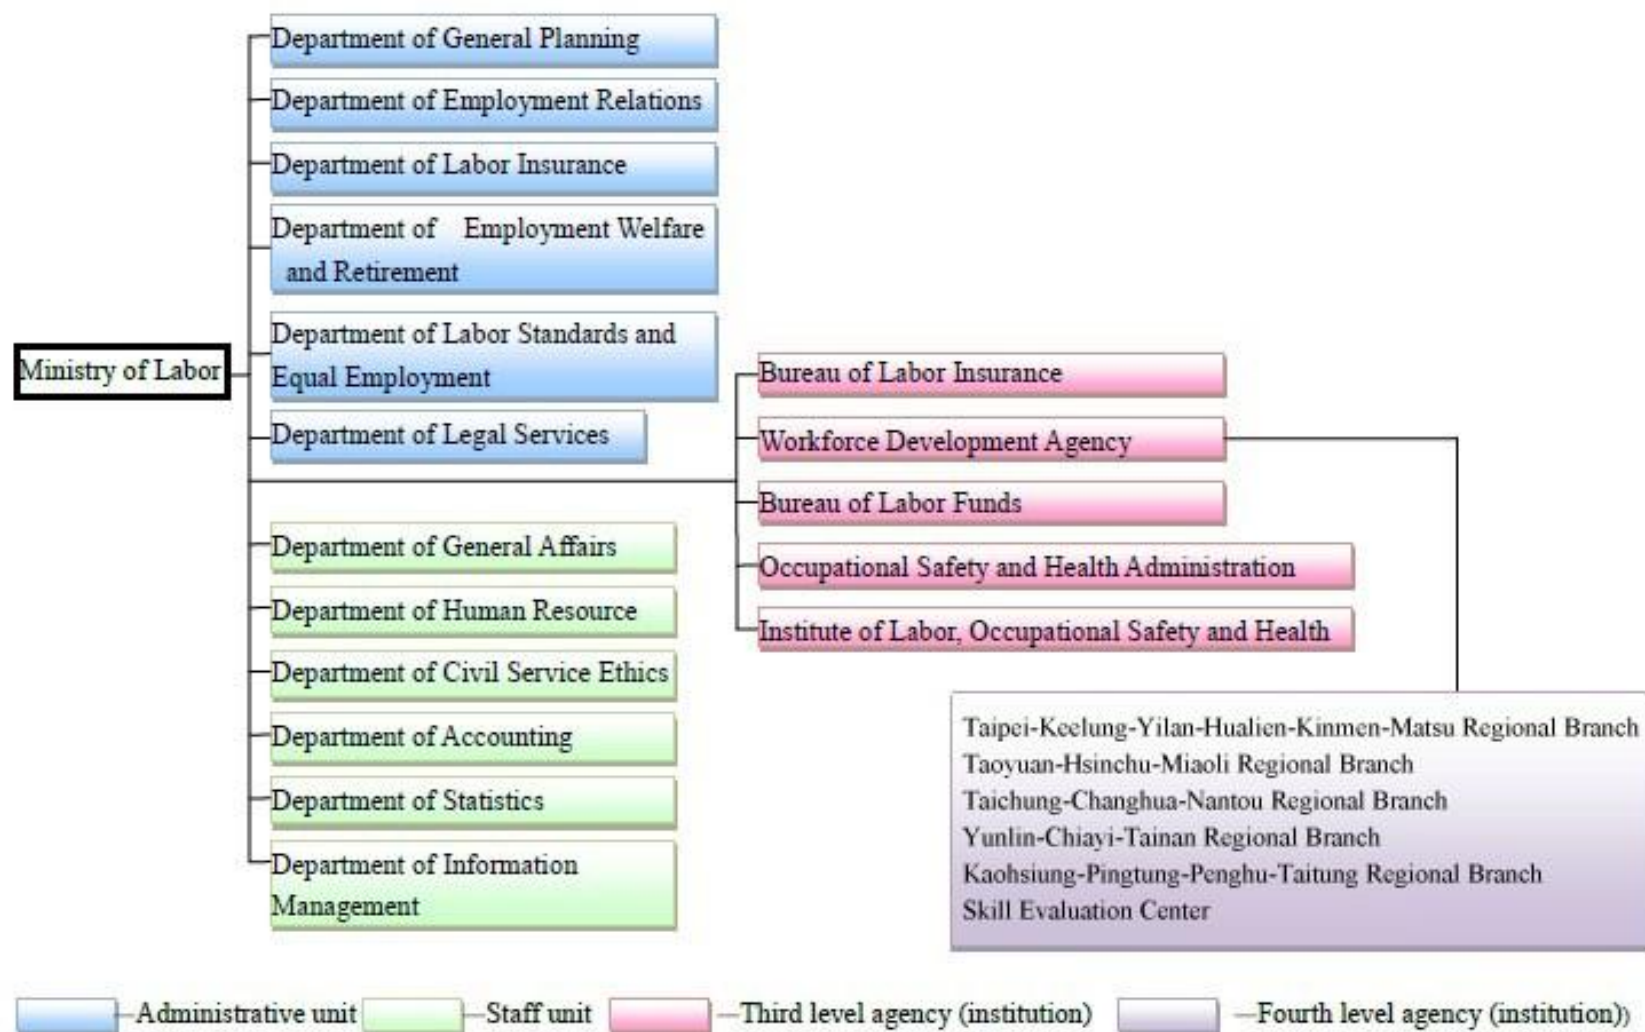 Department of General Planning
Department of Employment Relations
Department of Labor Insurance
Department of Employment Welfare
and Retirement
Department of Labor Standards and
Equal Employment
Ministry of Labor
Department of Legal Services
Bureau of Labor Insurance
Workforce Development Agency
Bureau of Labor Funds
Occupational Safety and Health Administration
Institute of Labor, Occupational Safety and Health
Department of General Affairs
Department of Human Resource
Department of Civil Service Ethics
Department of Accounting
Department of Statistics
Department of Information
Management
Taipei-Keelung-Yilan-Hualien-Kinmen-Matsu Regional Branch
Taoyuan-Hsinchu-Miaoli Regional Branch
Taichung-Changhua-Nantou Regional Branch
Yunlin-Chiayi-Tainan Regional Branch
Kaohsiung-Pingtung-Penghu-Taitung Regional Branch
Skill Evaluation Center
—Administrative unit —Staff unit —Third level agency (institution) —Fourth level agency (institution))